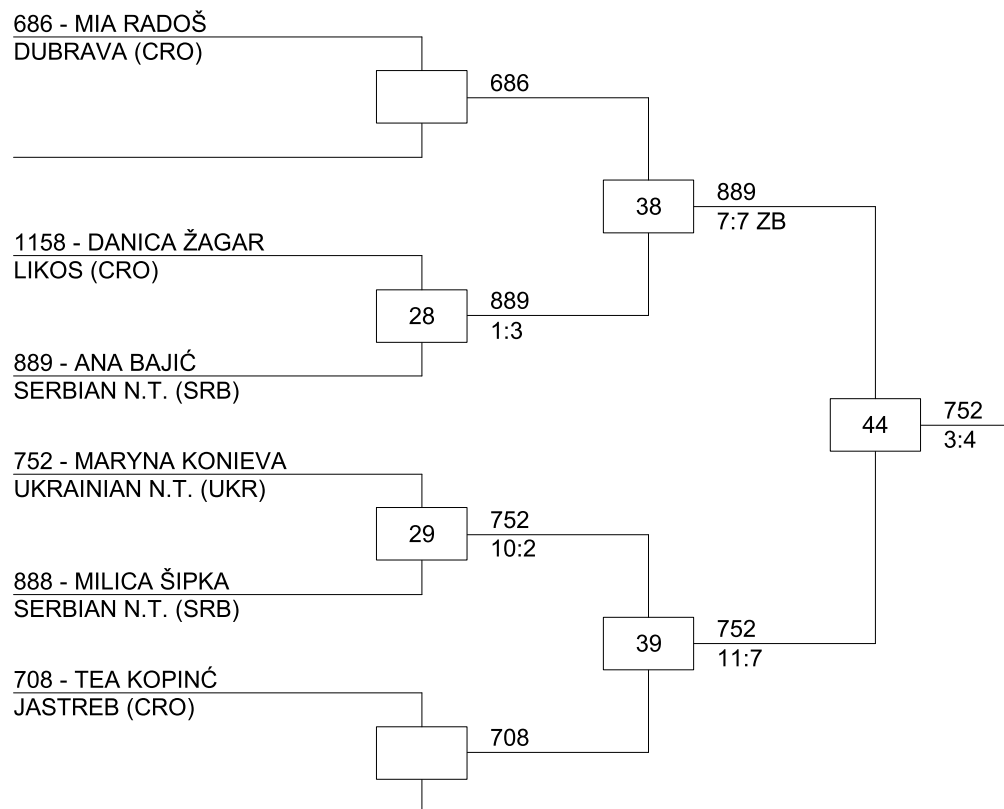 686 - MIA RADOŠ
DUBRAVA (CRO)
686
38
889
7:7 ZB
1158 - DANICA ŽAGAR
LIKOS (CRO)
28
889
1:3
889 - ANA BAJIĆ
SERBIAN N.T. (SRB)
44
752
3:4
752 - MARYNA KONIEVA
UKRAINIAN N.T. (UKR)
29
752
10:2
888 - MILICA ŠIPKA
SERBIAN N.T. (SRB)
39
752
11:7
708 - TEA KOPINĆ
JASTREB (CRO)
708